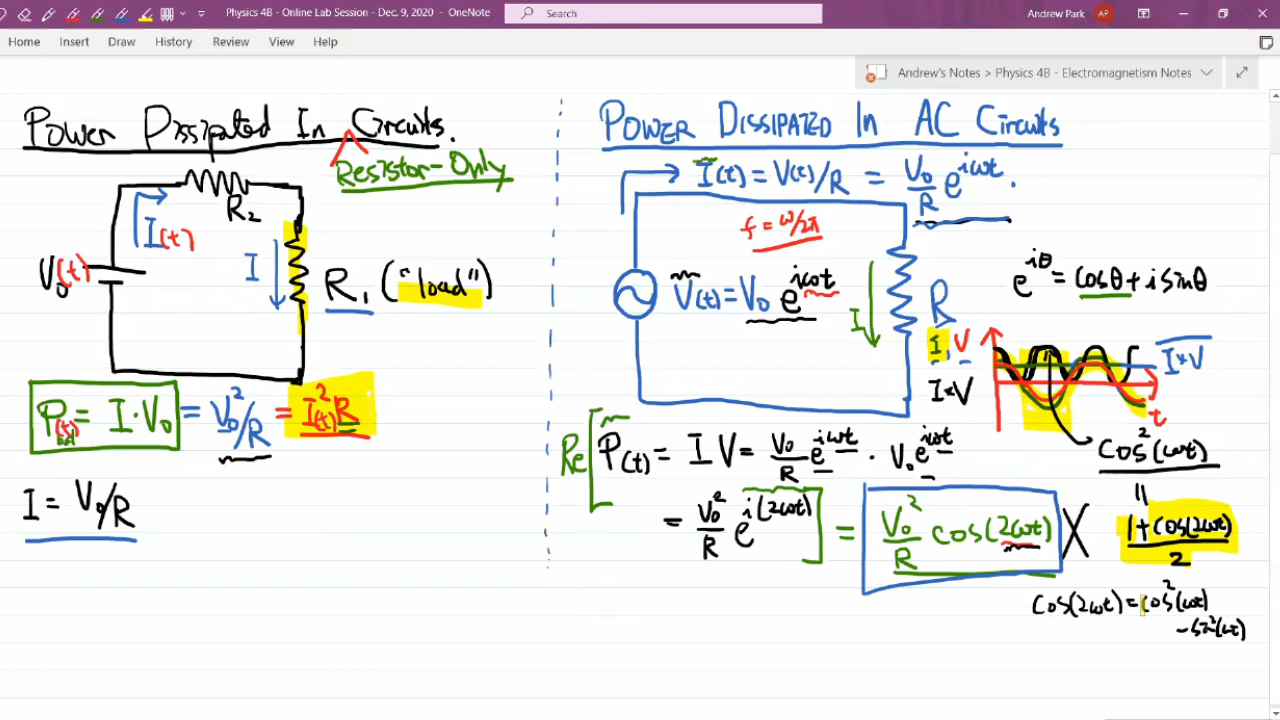 Physics 4B - Online Lab Session - Dec. 9, 2020 - OneNote
Search
Andrew Park
AP
Home Insert Draw History Review View Help
Andrew's Notes > Physics 4B - Electromagnetism Notes
Power Dissipated In Circuits.
Resistor-Only
R₂
I(t)
V₀(t)
I
R₁ ("load")
P(t) = I · V₀ = V₀²/R = I(t)² R
I = V₀/R
POWER DISSIPATED In AC Circuits
Ĩ(t) = V(t)/R = V₀/R e^{iωt}.
f = ω/2π
Ṽ(t) = V₀ e^{iωt}
I
R
e^{iθ} = cosθ + i sinθ
I, V
I*V
I*V
t
cos²(ωt)
Re[P̃(t) = I V = V₀/R e^{iωt} · V₀ e^{iωt}
= V₀²/R e^{i(2ωt)}] = V₀²/R cos(2ωt) X
||
1+cos(2ωt)/2
cos(2ωt) = cos²(ωt)
- sin²(ωt)